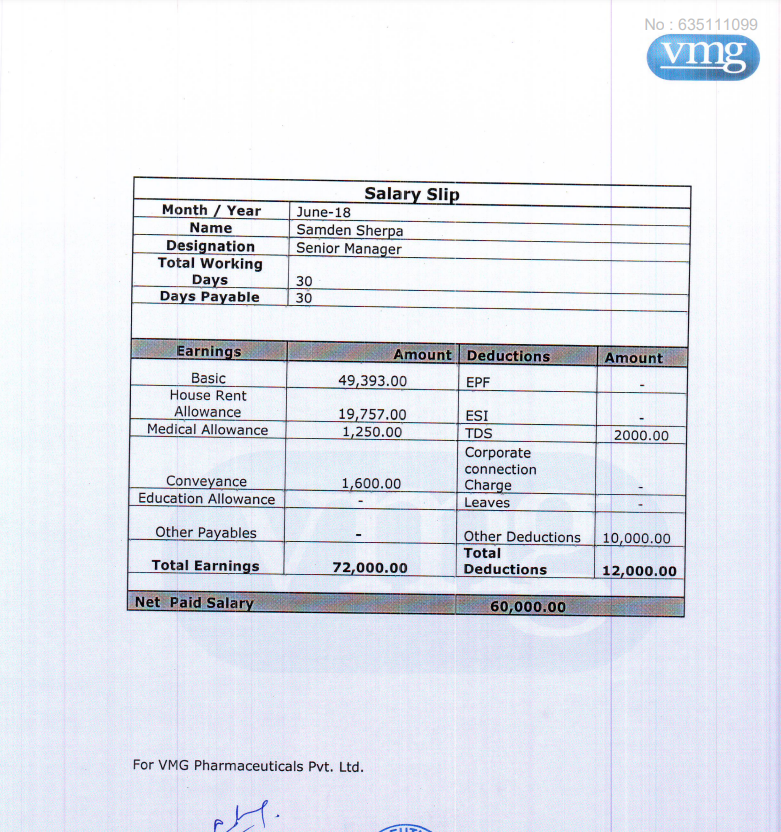 No : 635111099
vmg
Salary Slip
Month / Year June-18
Name Samden Sherpa
Designation Senior Manager
Total Working
Days 30
Days Payable 30
Earnings Amount Deductions Amount
Basic 49,393.00 EPF -
House Rent
Allowance 19,757.00 ESI -
Medical Allowance 1,250.00 TDS 2000.00
Corporate
connection
Conveyance 1,600.00 Charge -
Education Allowance - Leaves -
Other Payables - Other Deductions 10,000.00
Total
Total Earnings 72,000.00 Deductions 12,000.00
Net Paid Salary 60,000.00
For VMG Pharmaceuticals Pvt. Ltd.